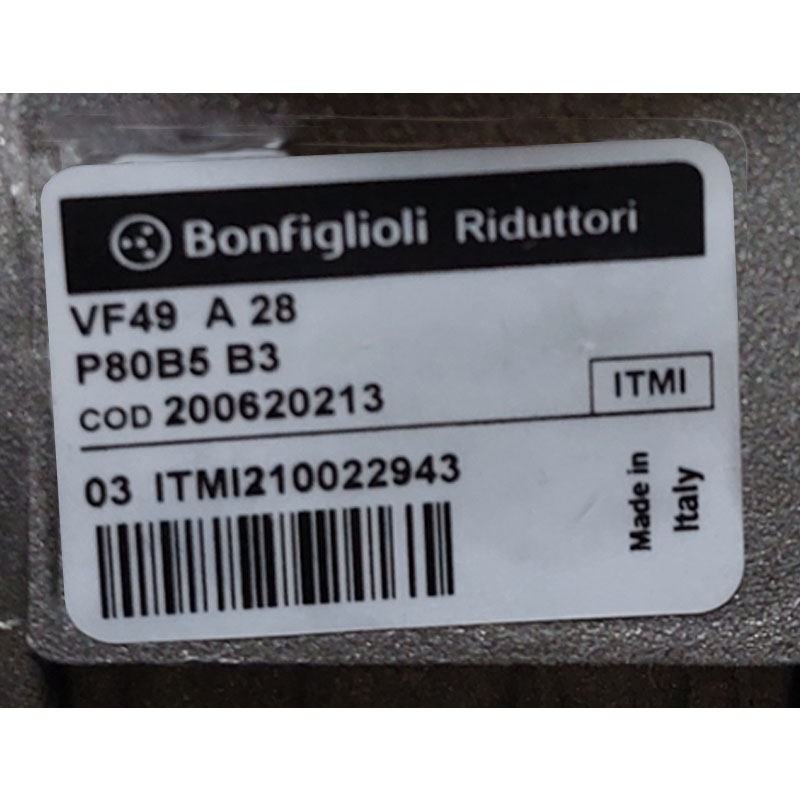 Bonfiglioli Riduttori
VF49 A 28
P80B5 B3
COD 200620213
ITMI
03 ITMI210022943
Made in
Italy